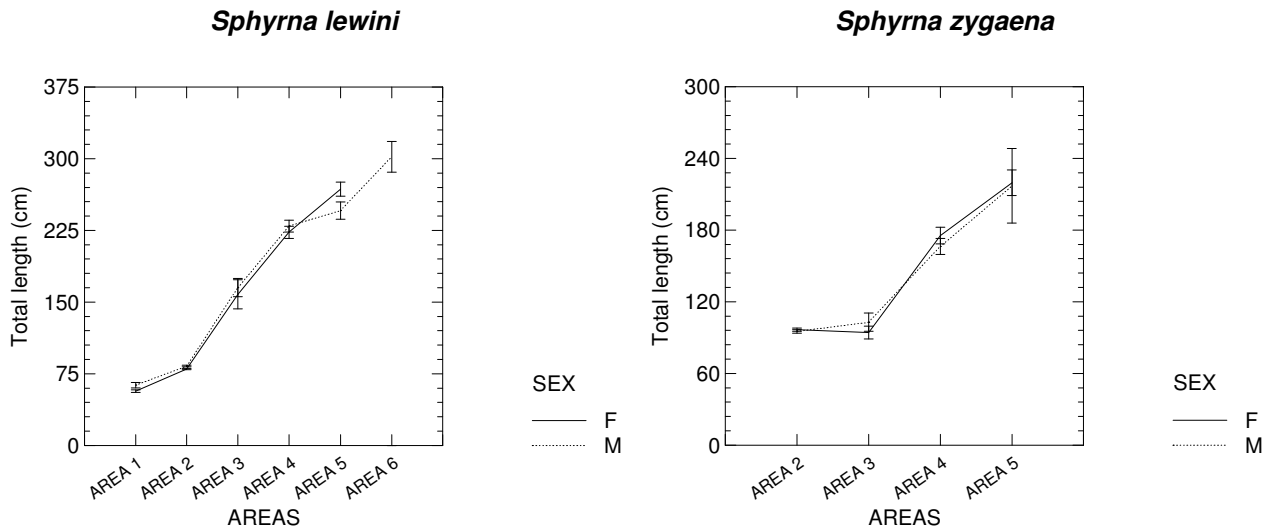 Sphyrna lewini
Total length (cm)
375
300
225
150
75
0
AREA 1
AREA 2
AREA 3
AREA 4
AREA 5
AREA 6
AREAS
SEX
F
M
Sphyrna zygaena
Total length (cm)
300
240
180
120
60
0
AREA 2
AREA 3
AREA 4
AREA 5
AREAS
SEX
F
M